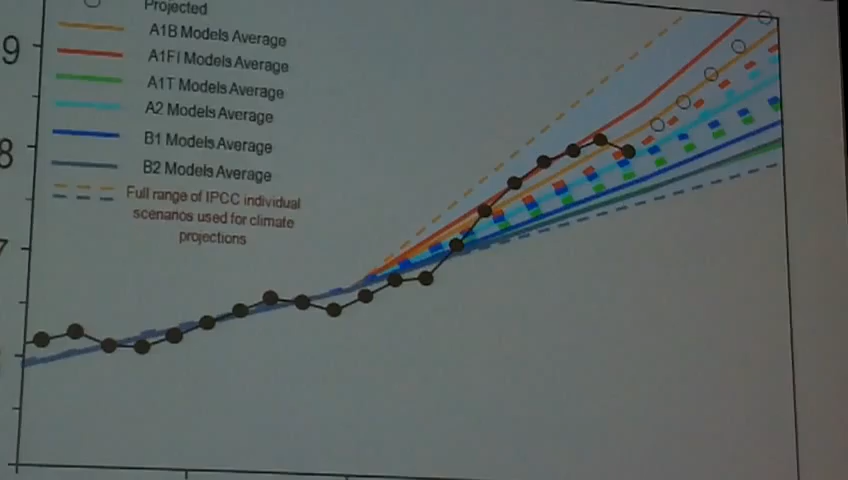 Projected
9
A1B Models Average
A1FI Models Average
A1T Models Average
A2 Models Average
8
B1 Models Average
B2 Models Average
Full range of IPCC individual
scenarios used for climate
projections
7